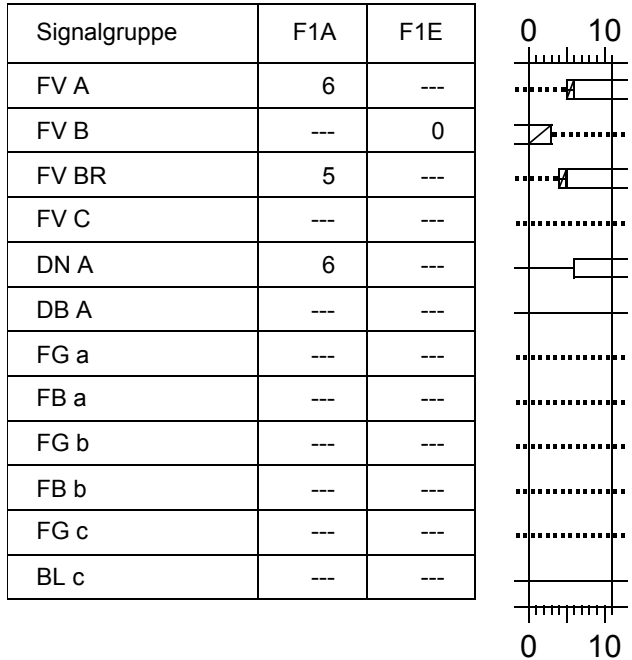 Signalgruppe F1A F1E 0 10
FV A 6 ---
FV B --- 0
FV BR 5 ---
FV C --- ---
DN A 6 ---
DB A --- ---
FG a --- ---
FB a --- ---
FG b --- ---
FB b --- ---
FG c --- ---
BL c --- ---
0 10